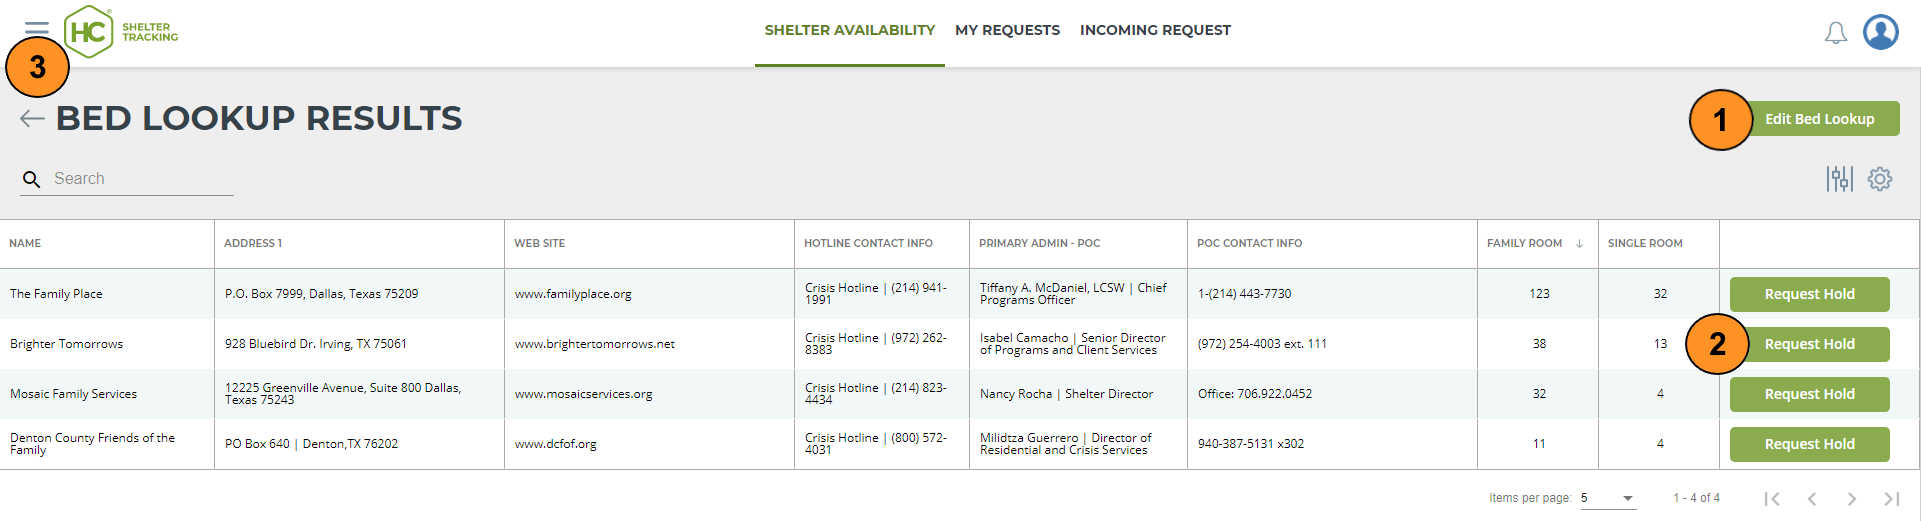 HC®
SHELTER
TRACKING
SHELTER AVAILABILITY MY REQUESTS INCOMING REQUEST
3
BED LOOKUP RESULTS
1
Edit Bed Lookup
Search
NAME ADDRESS 1 WEB SITE HOTLINE CONTACT INFO PRIMARY ADMIN - POC POC CONTACT INFO FAMILY ROOM ↓ SINGLE ROOM
The Family Place
P.O. Box 7999, Dallas, Texas 75209
www.familyplace.org
Crisis Hotline | (214) 941-
1991
Tiffany A. McDaniel, LCSW | Chief
Programs Officer
1-(214) 443-7730
123
32
Request Hold
Brighter Tomorrows
928 Bluebird Dr. Irving, TX 75061
www.brightertomorrows.net
Crisis Hotline | (972) 262-
8383
Isabel Camacho | Senior Director
of Programs and Client Services
(972) 254-4003 ext. 111
38
13
2
Request Hold
Mosaic Family Services
12225 Greenville Avenue, Suite 800 Dallas,
Texas 75243
www.mosaicservices.org
Crisis Hotline | (214) 823-
4434
Nancy Rocha | Shelter Director
Office: 706.922.0452
32
4
Request Hold
Denton County Friends of the
Family
PO Box 640 | Denton,TX 76202
www.dcfof.org
Crisis Hotline | (800) 572-
4031
Milidtza Guerrero | Director of
Residential and Crisis Services
940-387-5131 x302
11
4
Request Hold
Items per page: 5 1 - 4 of 4